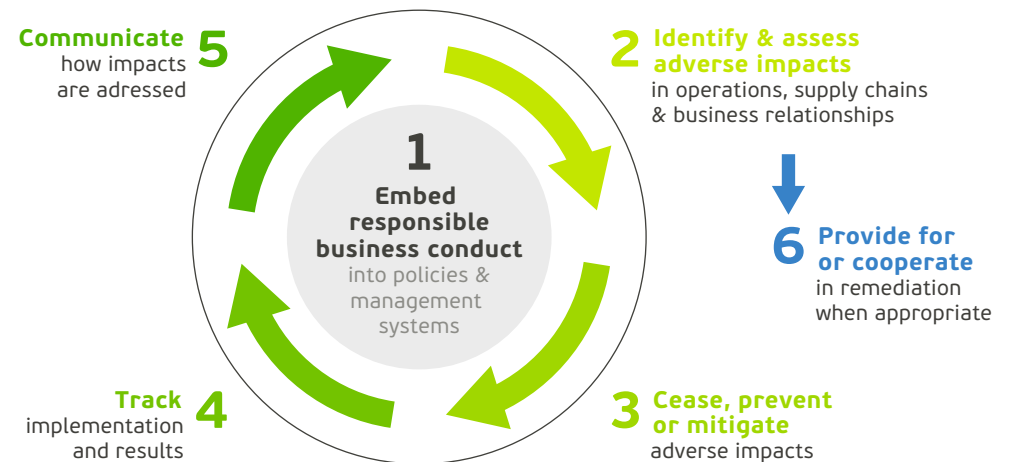 1
Embed
responsible
business conduct
into policies &
management
systems
2
Identify & assess
adverse impacts
in operations, supply chains
& business relationships
3
Cease, prevent
or mitigate
adverse impacts
4
Track
implementation
and results
5
Communicate
how impacts
are adressed
6
Provide for
or cooperate
in remediation
when appropriate